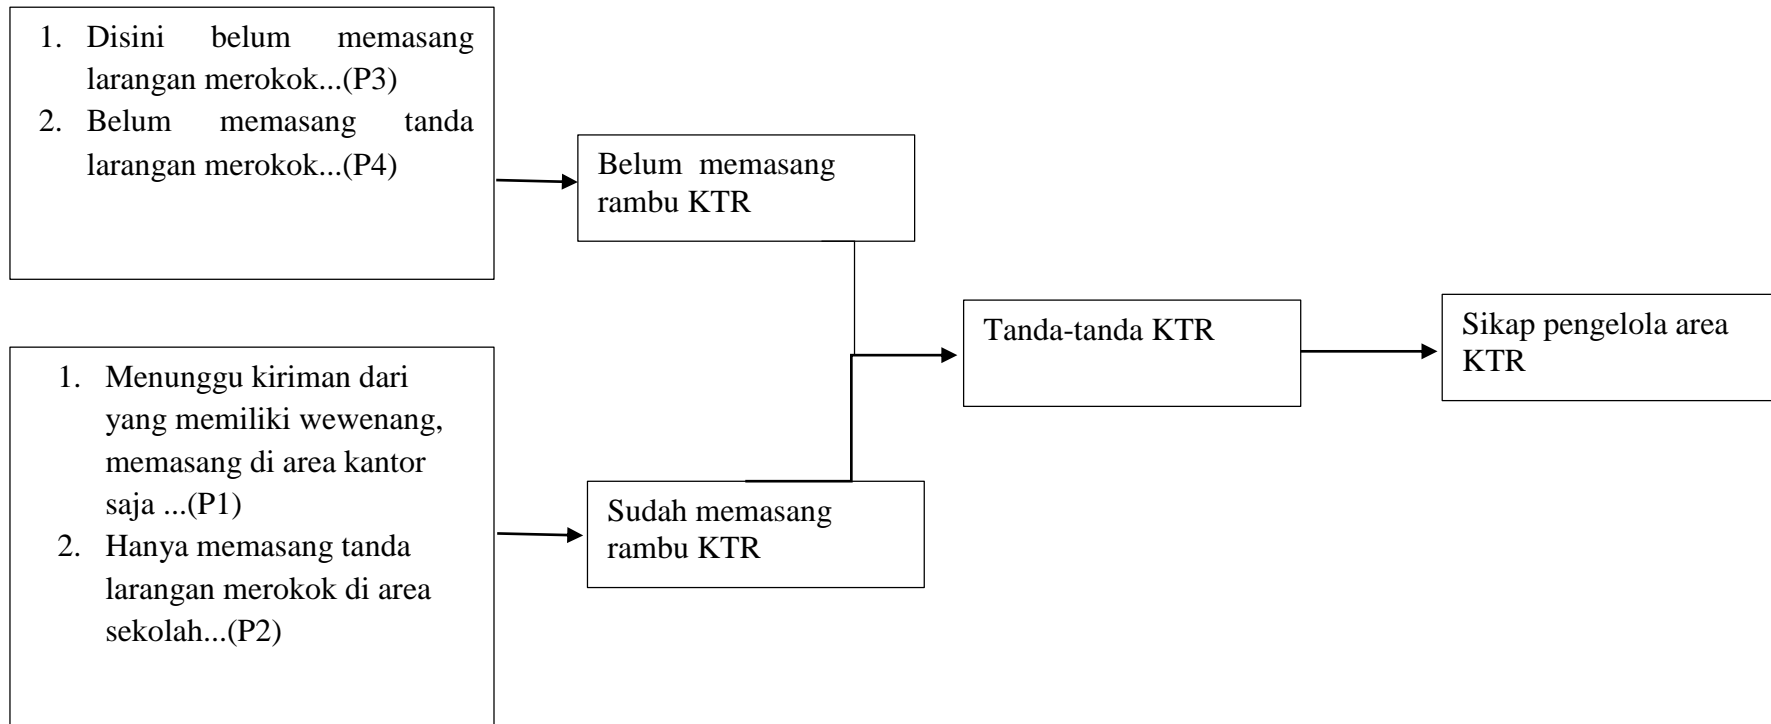 1. Disini belum memasang
larangan merokok...(P3)
2. Belum memasang tanda
larangan merokok...(P4)
Belum memasang
rambu KTR
1. Menunggu kiriman dari
yang memiliki wewenang,
memasang di area kantor
saja ...(P1)
2. Hanya memasang tanda
larangan merokok di area
sekolah...(P2)
Sudah memasang
rambu KTR
Tanda-tanda KTR
Sikap pengelola area
KTR